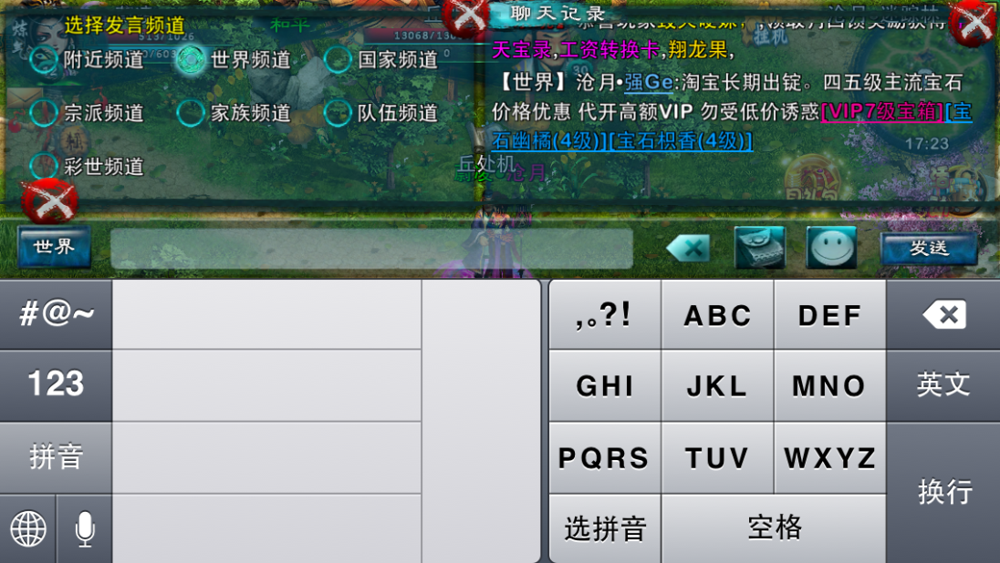 选择发言频道
和平
附近频道
世界频道
国家频道
宗派频道
家族频道
队伍频道
彩世频道
聊天记录
天宝录,工资转换卡,翔龙果,
【世界】沧月•强Ge:淘宝长期出锭。四五级主流宝石
价格优惠 代开高额VIP 勿受低价诱惑[VIP7级宝箱][宝
石幽橘(4级)][宝石枳香(4级)]
挂机
17:23
丘处机
世界
发送
#@~
123
拼音
,。?!
ABC
DEF
GHI
JKL
MNO
英文
PQRS
TUV
WXYZ
换行
选拼音
空格